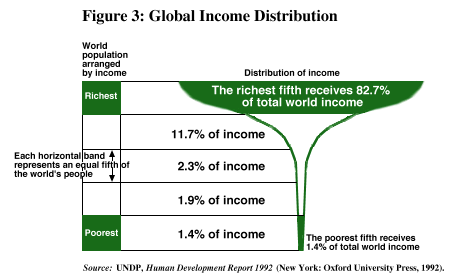 Figure 3: Global Income Distribution
World
population
arranged
by income
Distribution of income
Richest
The richest fifth receives 82.7%
of total world income
11.7% of income
Each horizontal band
represents an equal fifth of
the world's people
2.3% of income
1.9% of income
Poorest
1.4% of income
The poorest fifth receives
1.4% of total world income
Source: UNDP, Human Development Report 1992 (New York: Oxford University Press, 1992).